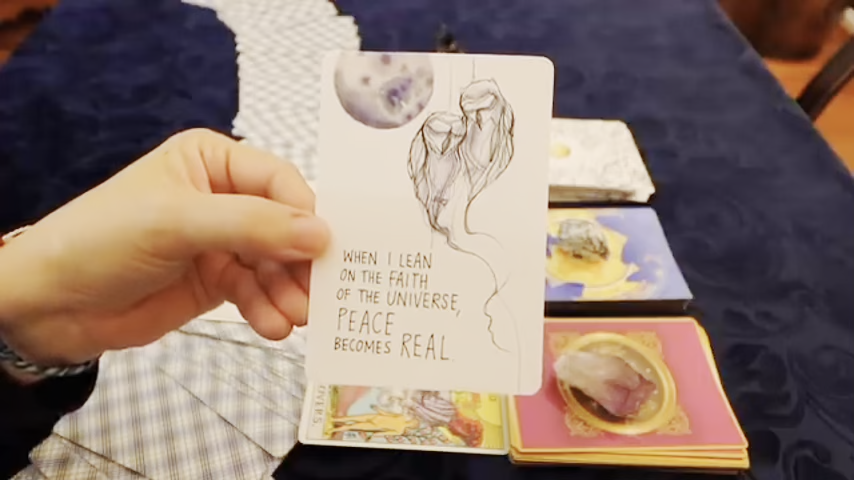 WHEN I LEAN
ON THE FAITH
OF THE UNIVERSE,
PEACE
BECOMES REAL.